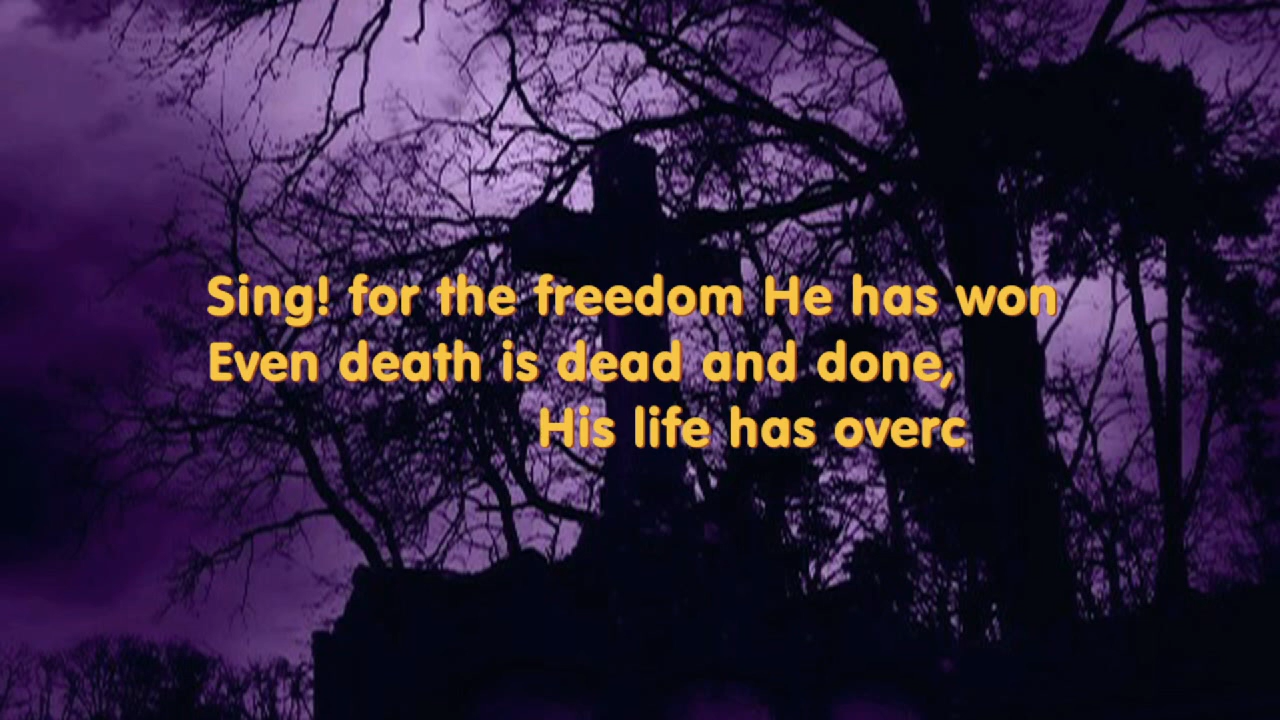 Sing! for the freedom He has won
Even death is dead and done,
His life has overc